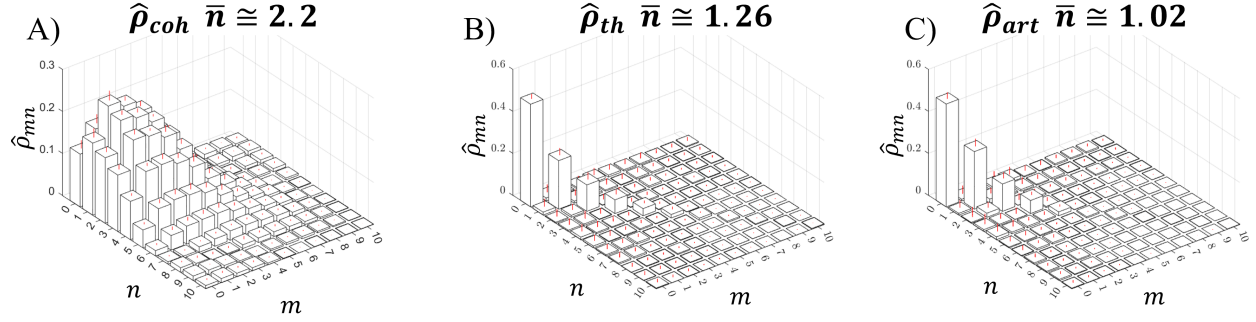 A) ρ̂_coh n̄ ≅ 2.2
0.3
0.2
0.1
0
ρ̂_mn
0 1 2 3 4 5 6 7 8 9 10
n
0 1 2 3 4 5 6 7 8 9 10
m
B) ρ̂_th n̄ ≅ 1.26
0.6
0.4
0.2
0
ρ̂_mn
0 1 2 3 4 5 6 7 8 9 10
n
0 1 2 3 4 5 6 7 8 9 10
m
C) ρ̂_art n̄ ≅ 1.02
0.6
0.4
0.2
0
ρ̂_mn
0 1 2 3 4 5 6 7 8 9 10
n
0 1 2 3 4 5 6 7 8 9 10
m